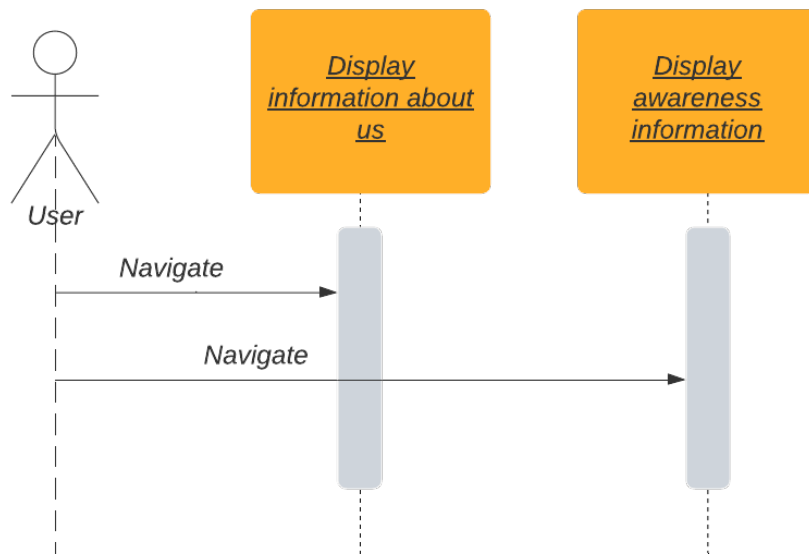 Display
information about
us
Display
awareness
information
User
Navigate
Navigate